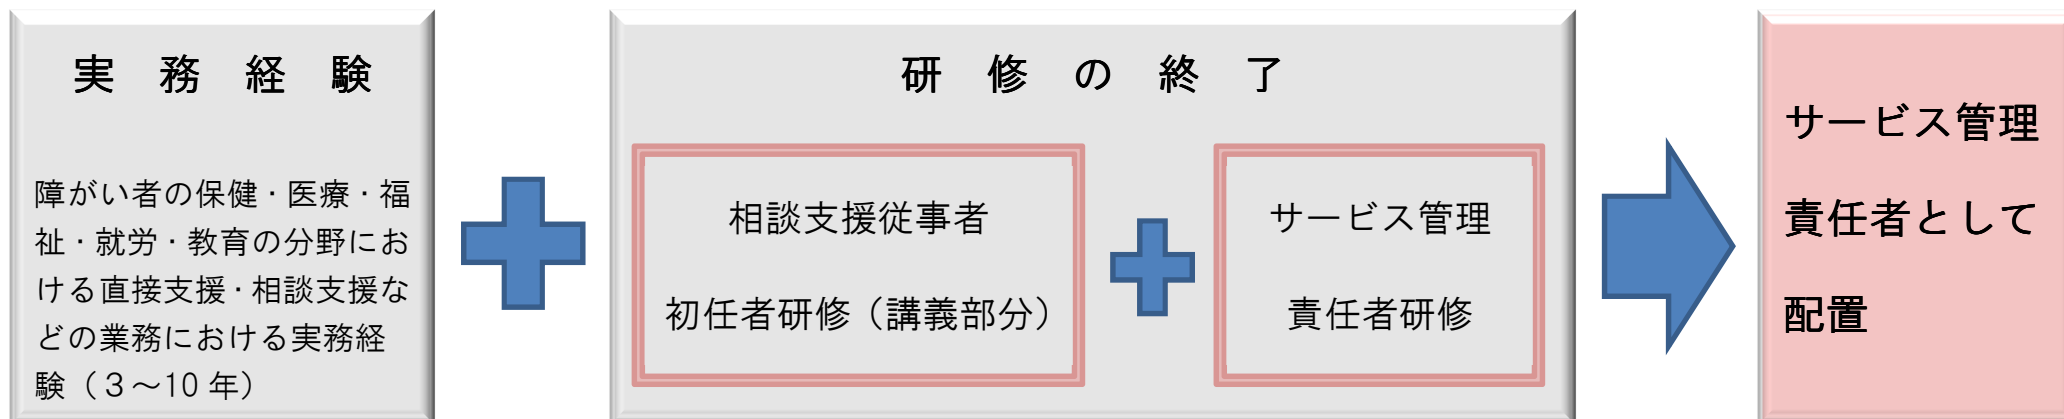 実務経験
障がい者の保健・医療・福
祉・就労・教育の分野にお
ける直接支援・相談支援な
どの業務における実務経
験（３～10 年）
研修の終了
相談支援従事者
初任者研修（講義部分）
サービス管理
責任者研修
サービス管理
責任者として
配置